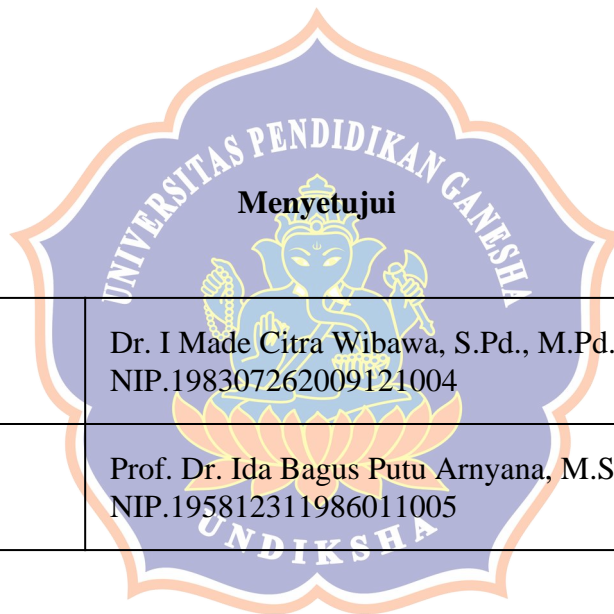 UNIVERSITAS PENDIDIKAN GANESHA
Menyetujui
Dr. I Made Citra Wibawa, S.Pd., M.Pd.
NIP.198307262009121004
Prof. Dr. Ida Bagus Putu Arnyana, M.S
NIP.195812311986011005
UNDIKSHA